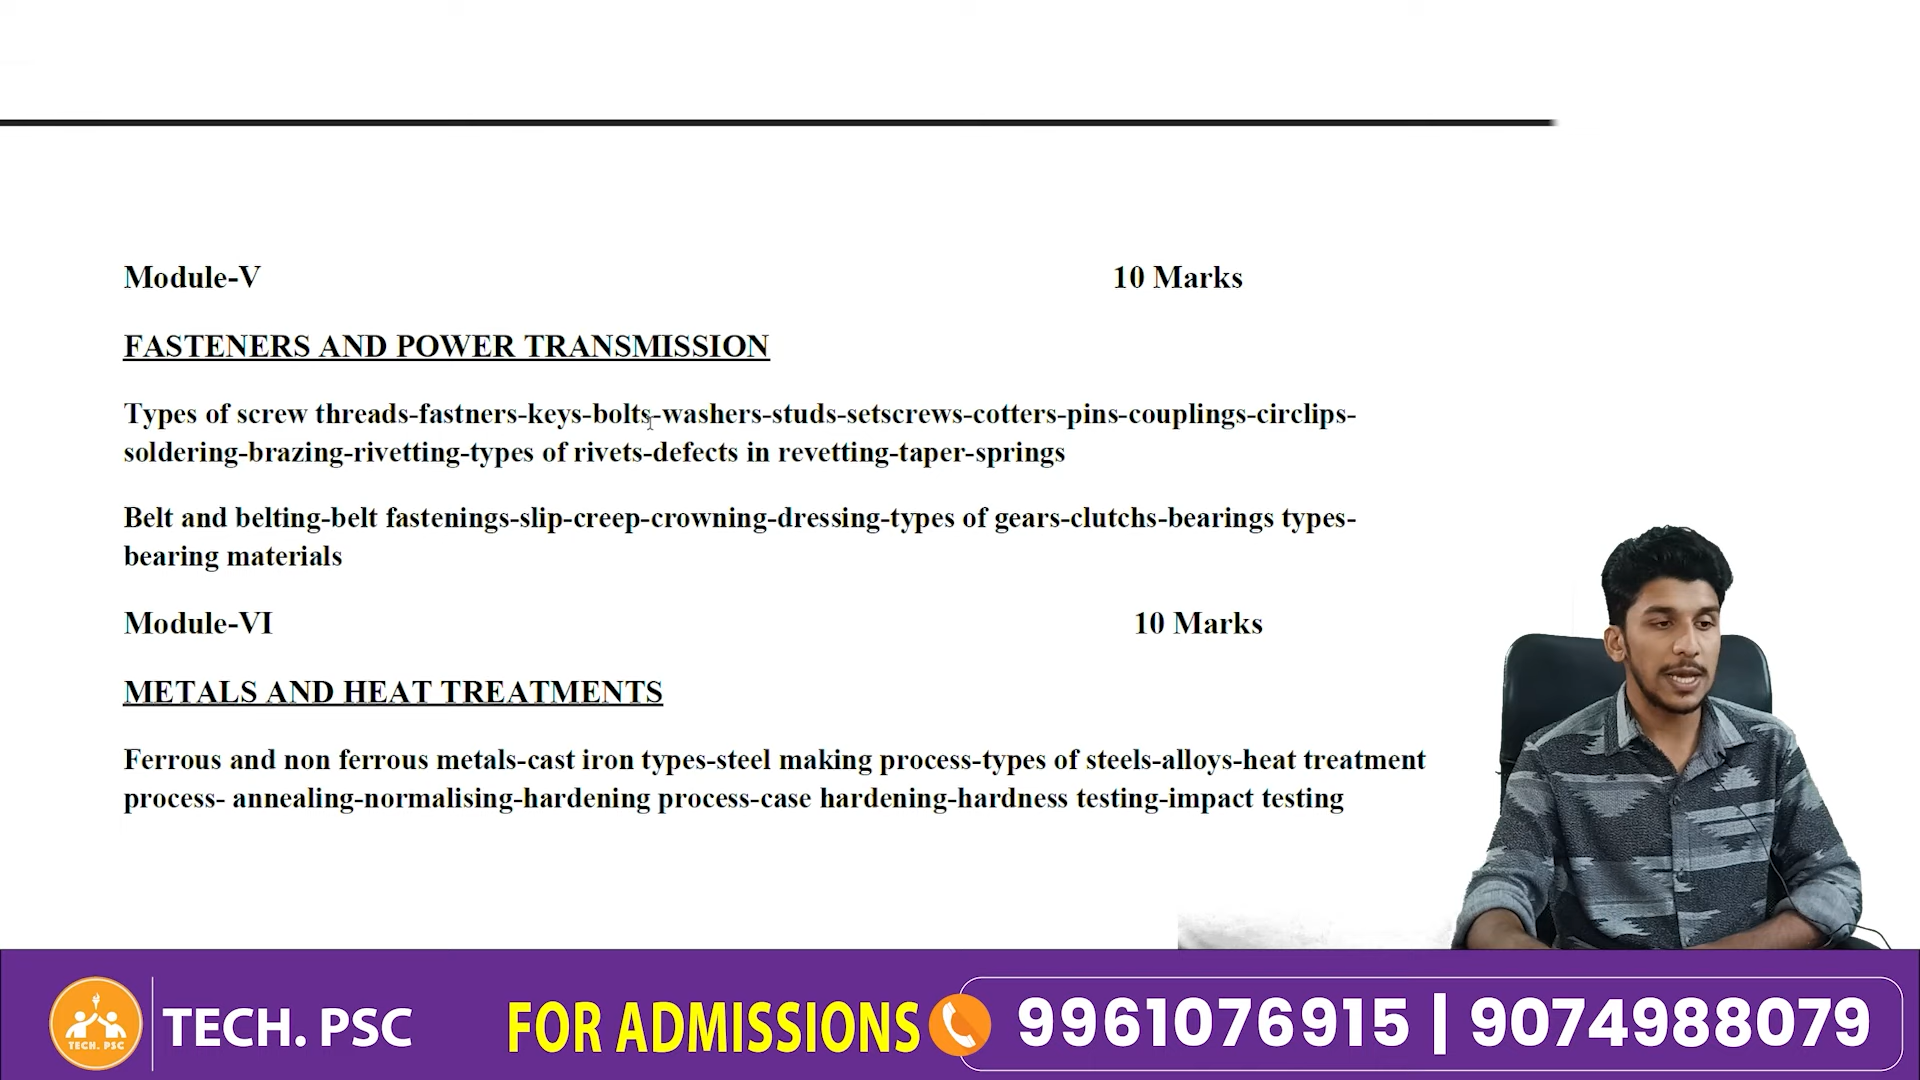 Module-V 10 Marks
FASTENERS AND POWER TRANSMISSION
Types of screw threads-fastners-keys-bolts-washers-studs-setscrews-cotters-pins-couplings-circlips-
soldering-brazing-rivetting-types of rivets-defects in revetting-taper-springs
Belt and belting-belt fastenings-slip-creep-crowning-dressing-types of gears-clutchs-bearings types-
bearing materials
Module-VI 10 Marks
METALS AND HEAT TREATMENTS
Ferrous and non ferrous metals-cast iron types-steel making process-types of steels-alloys-heat treatment
process- annealing-normalising-hardening process-case hardening-hardness testing-impact testing
TECH. PSC
TECH. PSC
FOR ADMISSIONS
9961076915 | 9074988079